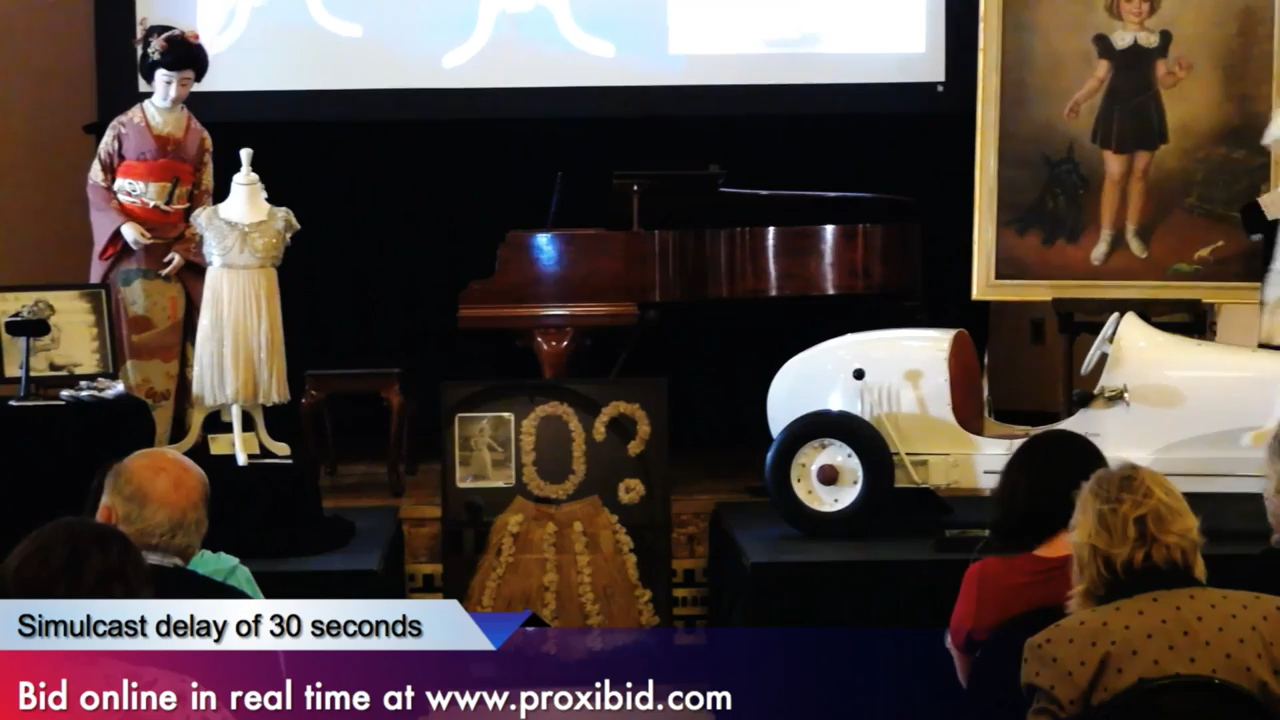 Simulcast delay of 30 seconds
Bid online in real time at www.proxibid.com